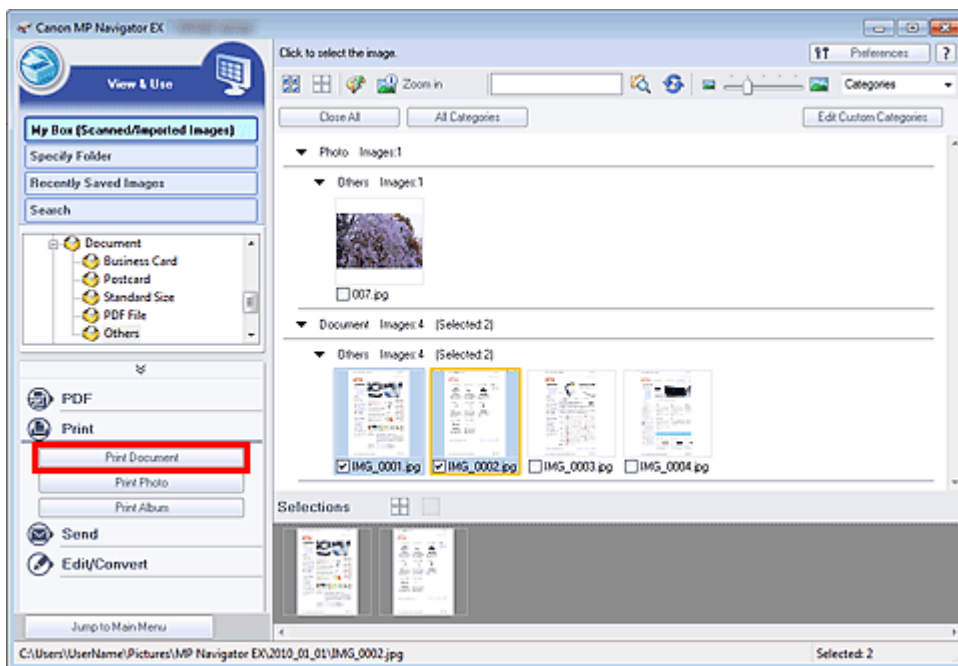 Canon MP Navigator EX
View & Use
My Box (Scanned/Imported Images)
Specify Folder
Recently Saved Images
Search
Document
Business Card
Postcard
Standard Size
PDF File
Others
PDF
Print
Print Document
Print Photo
Print Album
Send
Edit/Convert
Jump to Main Menu
Click to select the image.
Preferences
?
Zoom in
Categories
Close All
All Categories
Edit Custom Categories
Photo Images:1
Others Images:1
007.jpg
Document Images:4 (Selected:2)
Others Images:4 (Selected:2)
IMG_0001.jpg
IMG_0002.jpg
IMG_0003.jpg
IMG_0004.jpg
Selections
C:\Users\UserName\Pictures\MP Navigator EX\2010_01_01\IMG_0002.jpg
Selected: 2